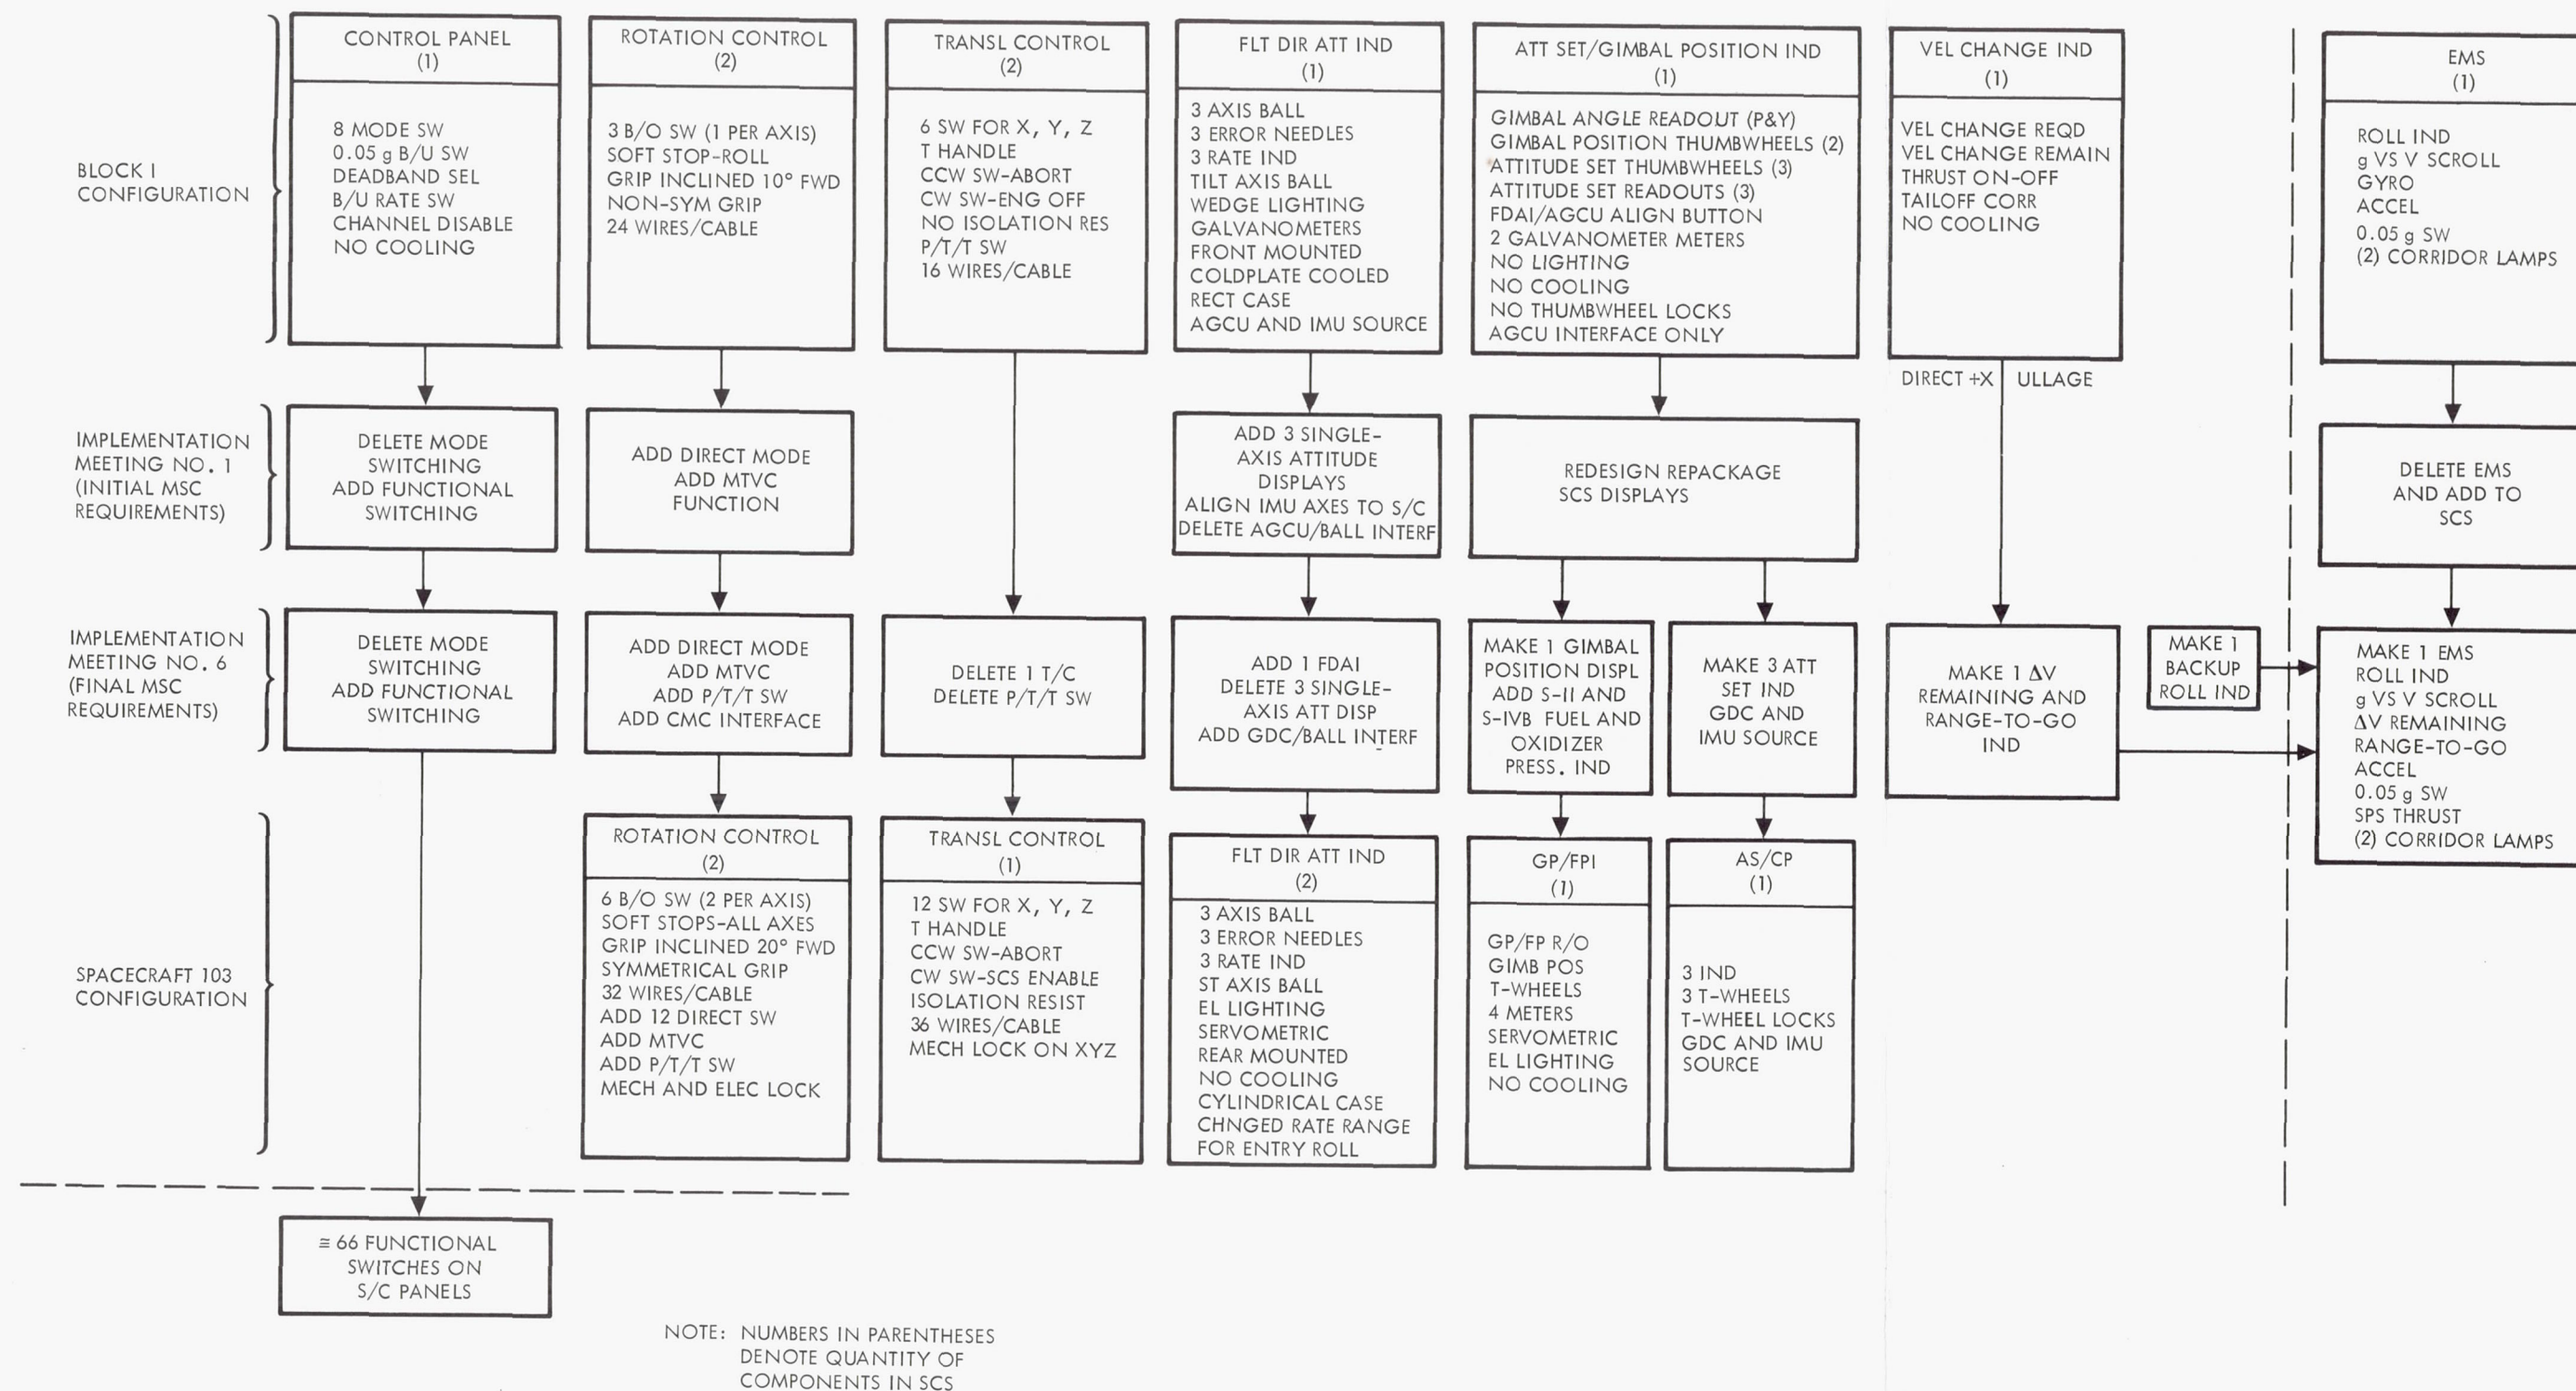 BLOCK I
CONFIGURATION
CONTROL PANEL
(1)
8 MODE SW
0.05 g B/U SW
DEADBAND SEL
B/U RATE SW
CHANNEL DISABLE
NO COOLING
ROTATION CONTROL
(2)
3 B/O SW (1 PER AXIS)
SOFT STOP-ROLL
GRIP INCLINED 10° FWD
NON-SYM GRIP
24 WIRES/CABLE
TRANSL CONTROL
(2)
6 SW FOR X, Y, Z
T HANDLE
CCW SW-ABORT
CW SW-ENG OFF
NO ISOLATION RES
P/T/T SW
16 WIRES/CABLE
FLT DIR ATT IND
(1)
3 AXIS BALL
3 ERROR NEEDLES
3 RATE IND
TILT AXIS BALL
WEDGE LIGHTING
GALVANOMETERS
FRONT MOUNTED
COLDPLATE COOLED
RECT CASE
AGCU AND IMU SOURCE
ATT SET/GIMBAL POSITION IND
(1)
GIMBAL ANGLE READOUT (P&Y)
GIMBAL POSITION THUMBWHEELS (2)
ATTITUDE SET THUMBWHEELS (3)
ATTITUDE SET READOUTS (3)
FDAI/AGCU ALIGN BUTTON
2 GALVANOMETER METERS
NO LIGHTING
NO COOLING
NO THUMBWHEEL LOCKS
AGCU INTERFACE ONLY
VEL CHANGE IND
(1)
VEL CHANGE REQD
VEL CHANGE REMAIN
THRUST ON-OFF
TAILOFF CORR
NO COOLING
DIRECT +X ULLAGE
EMS
(1)
ROLL IND
g VS V SCROLL
GYRO
ACCEL
0.05 g SW
(2) CORRIDOR LAMPS
IMPLEMENTATION
MEETING NO. 1
(INITIAL MSC
REQUIREMENTS)
DELETE MODE
SWITCHING
ADD FUNCTIONAL
SWITCHING
ADD DIRECT MODE
ADD MTVC
FUNCTION
ADD 3 SINGLE-
AXIS ATTITUDE
DISPLAYS
ALIGN IMU AXES TO S/C
DELETE AGCU/BALL INTERF
REDESIGN REPACKAGE
SCS DISPLAYS
DELETE EMS
AND ADD TO
SCS
IMPLEMENTATION
MEETING NO. 6
(FINAL MSC
REQUIREMENTS)
DELETE MODE
SWITCHING
ADD FUNCTIONAL
SWITCHING
ADD DIRECT MODE
ADD MTVC
ADD P/T/T SW
ADD CMC INTERFACE
DELETE 1 T/C
DELETE P/T/T SW
ADD 1 FDAI
DELETE 3 SINGLE-
AXIS ATT DISP
ADD GDC/BALL INTERF
MAKE 1 GIMBAL
POSITION DISPL
ADD S-II AND
S-IVB FUEL AND
OXIDIZER
PRESS. IND
MAKE 3 ATT
SET IND
GDC AND
IMU SOURCE
MAKE 1 ΔV
REMAINING AND
RANGE-TO-GO
IND
MAKE 1
BACKUP
ROLL IND
MAKE 1 EMS
ROLL IND
g VS V SCROLL
ΔV REMAINING
RANGE-TO-GO
ACCEL
0.05 g SW
SPS THRUST
(2) CORRIDOR LAMPS
SPACECRAFT 103
CONFIGURATION
ROTATION CONTROL
(2)
6 B/O SW (2 PER AXIS)
SOFT STOPS-ALL AXES
GRIP INCLINED 20° FWD
SYMMETRICAL GRIP
32 WIRES/CABLE
ADD 12 DIRECT SW
ADD MTVC
ADD P/T/T SW
MECH AND ELEC LOCK
TRANSL CONTROL
(1)
12 SW FOR X, Y, Z
T HANDLE
CCW SW-ABORT
CW SW-SCS ENABLE
ISOLATION RESIST
36 WIRES/CABLE
MECH LOCK ON XYZ
FLT DIR ATT IND
(2)
3 AXIS BALL
3 ERROR NEEDLES
3 RATE IND
ST AXIS BALL
EL LIGHTING
SERVOMETRIC
REAR MOUNTED
NO COOLING
CYLINDRICAL CASE
CHNGED RATE RANGE
FOR ENTRY ROLL
GP/FPI
(1)
GP/FP R/O
GIMB POS
T-WHEELS
4 METERS
SERVOMETRIC
EL LIGHTING
NO COOLING
AS/CP
(1)
3 IND
3 T-WHEELS
T-WHEEL LOCKS
GDC AND IMU
SOURCE
≅ 66 FUNCTIONAL
SWITCHES ON
S/C PANELS
NOTE: NUMBERS IN PARENTHESES
DENOTE QUANTITY OF
COMPONENTS IN SCS